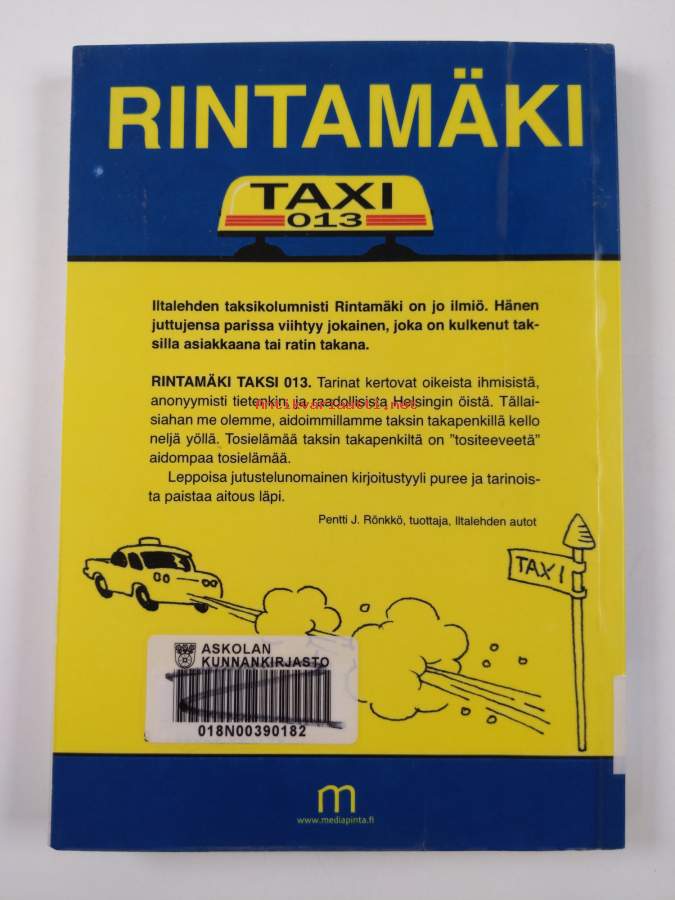 RINTAMÄKI
TAXI
013
Iltalehden taksikolumnisti Rintamäki on jo ilmiö. Hänen
juttujensa parissa viihtyy jokainen, joka on kulkenut tak-
silla asiakkaana tai ratin takana.
RINTAMÄKI TAKSI 013. Tarinat kertovat oikeista ihmisistä,
anonyymisti tietenkin, ja raadollisista Helsingin öistä. Tällai-
Antikvariaatti.net
siahan me olemme, aidoimmillamme taksin takapenkillä kello
neljä yöllä. Tosielämää taksin takapenkiltä on "tositeeveetä"
aidompaa tosielämää.
Leppoisa jutustelunomainen kirjoitustyyli puree ja tarinois-
ta paistaa aitous läpi.
Pentti J. Rönkkö, tuottaja, Iltalehden autot
TAXI
ASKOLAN
KUNNANKIRJASTO
018N00390182
m
www.mediapinta.fi